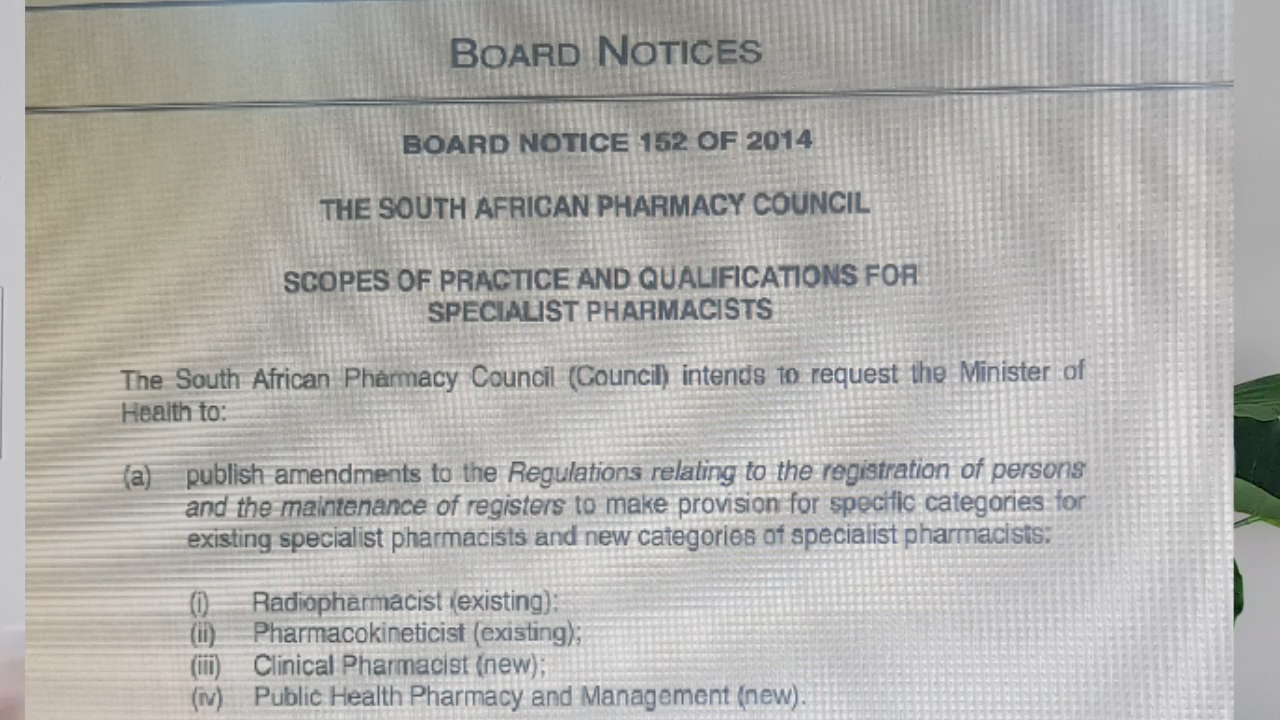 BOARD NOTICES
BOARD NOTICE 152 OF 2014
THE SOUTH AFRICAN PHARMACY COUNCIL
SCOPES OF PRACTICE AND QUALIFICATIONS FOR
SPECIALIST PHARMACISTS
The South African Pharmacy Council (Council) intends to request the Minister of
Health to:
(a) publish amendments to the Regulations relating to the registration of persons
and the maintenance of registers to make provision for specific categories for
existing specialist pharmacists and new categories of specialist pharmacists:
(i) Radiopharmacist (existing);
(ii) Pharmacokineticist (existing);
(iii) Clinical Pharmacist (new);
(iv) Public Health Pharmacy and Management (new).